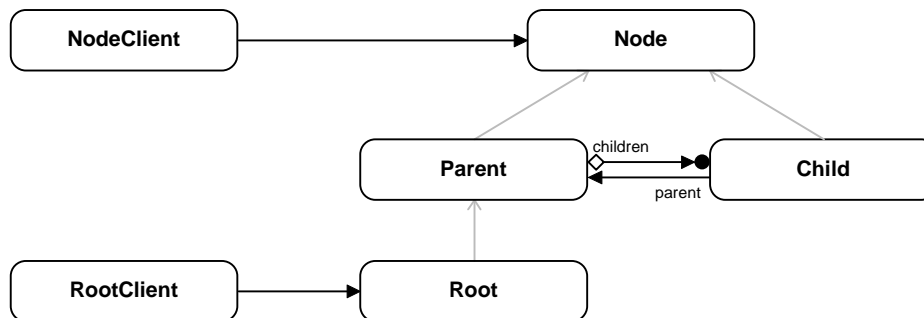 NodeClient
Node
children
Parent
Child
parent
RootClient
Root